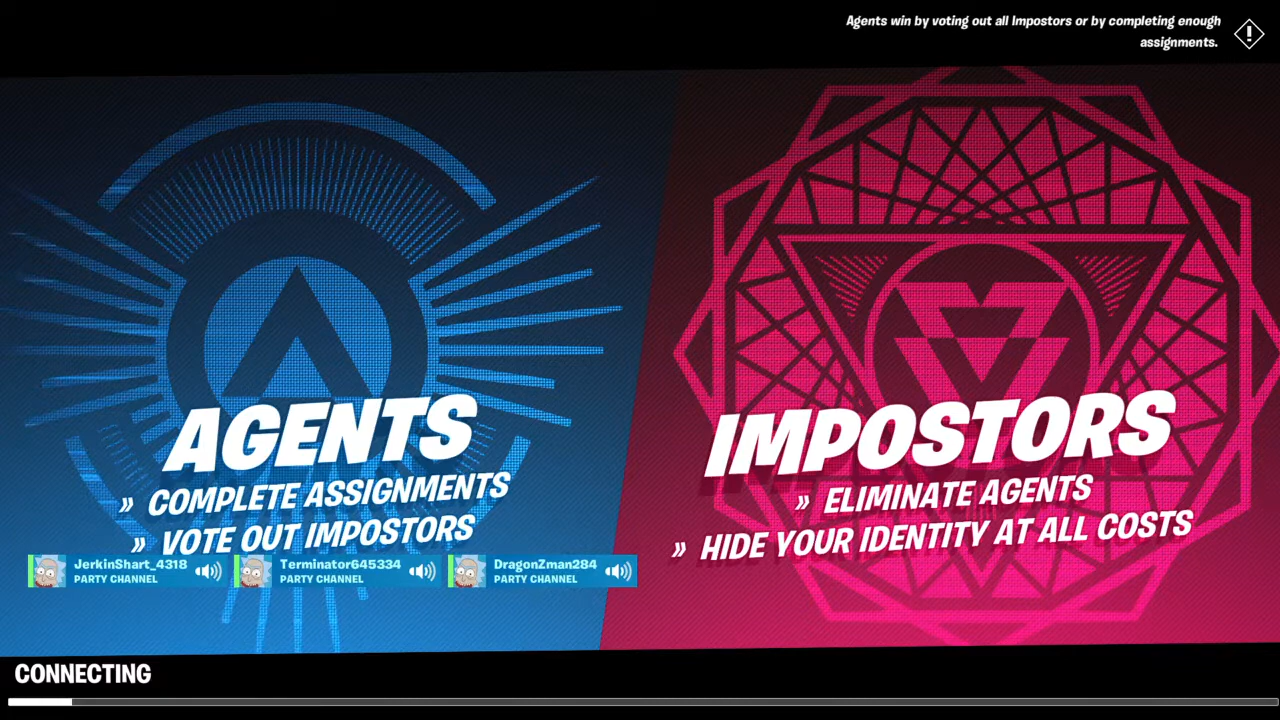 Agents win by voting out all Impostors or by completing enough
assignments.
AGENTS
» COMPLETE ASSIGNMENTS
» VOTE OUT IMPOSTORS
IMPOSTORS
» ELIMINATE AGENTS
» HIDE YOUR IDENTITY AT ALL COSTS
JerkinShart_4318
PARTY CHANNEL
Terminator645334
PARTY CHANNEL
DragonZman284
PARTY CHANNEL
CONNECTING